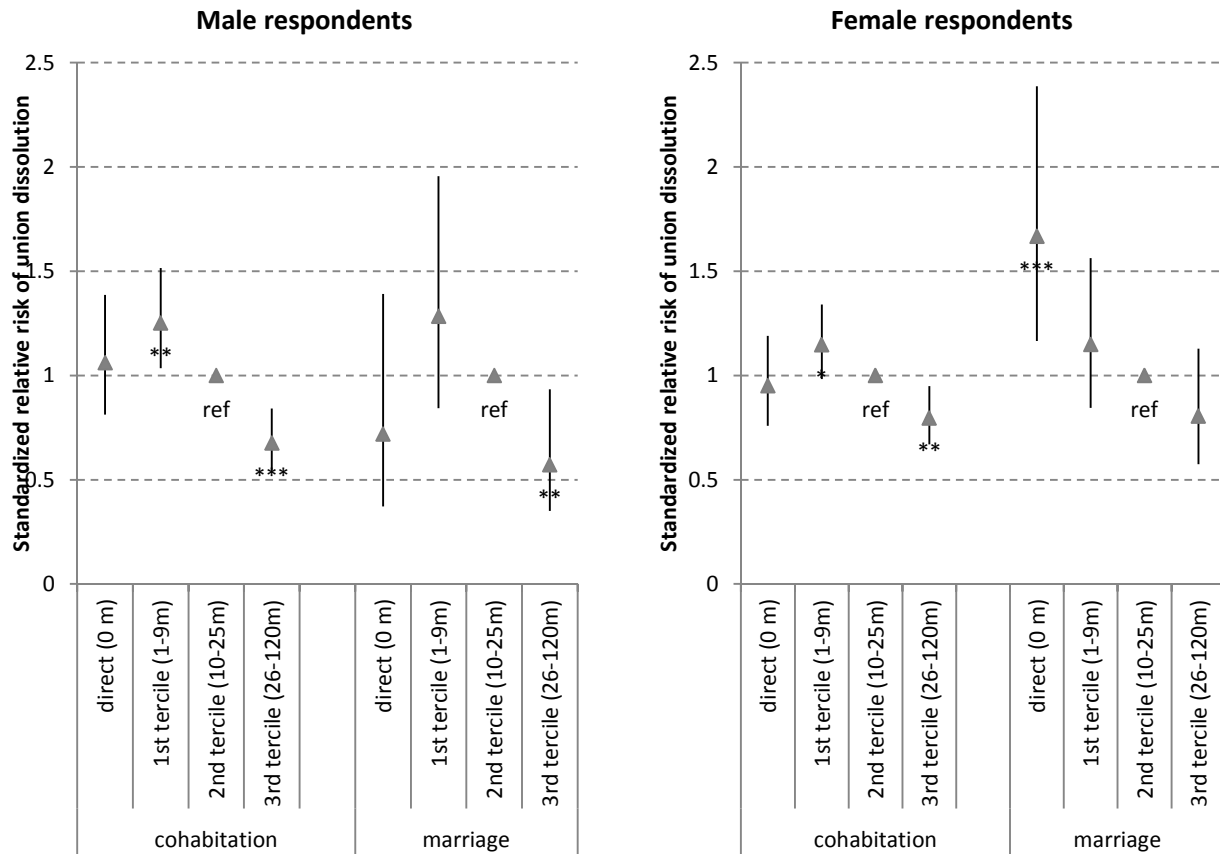 Male respondents
Standardized relative risk of union dissolution
2.5
2
1.5
1
0.5
0
**
ref
***
ref
**
direct (0 m)
1st tercile (1-9m)
2nd tercile (10-25m)
3rd tercile (26-120m)
direct (0 m)
1st tercile (1-9m)
2nd tercile (10-25m)
3rd tercile (26-120m)
cohabitation
marriage
Female respondents
Standardized relative risk of union dissolution
2.5
2
1.5
1
0.5
0
*
ref
**
***
ref
direct (0 m)
1st tercile (1-9m)
2nd tercile (10-25m)
3rd tercile (26-120m)
direct (0 m)
1st tercile (1-9m)
2nd tercile (10-25m)
3rd tercile (26-120m)
cohabitation
marriage